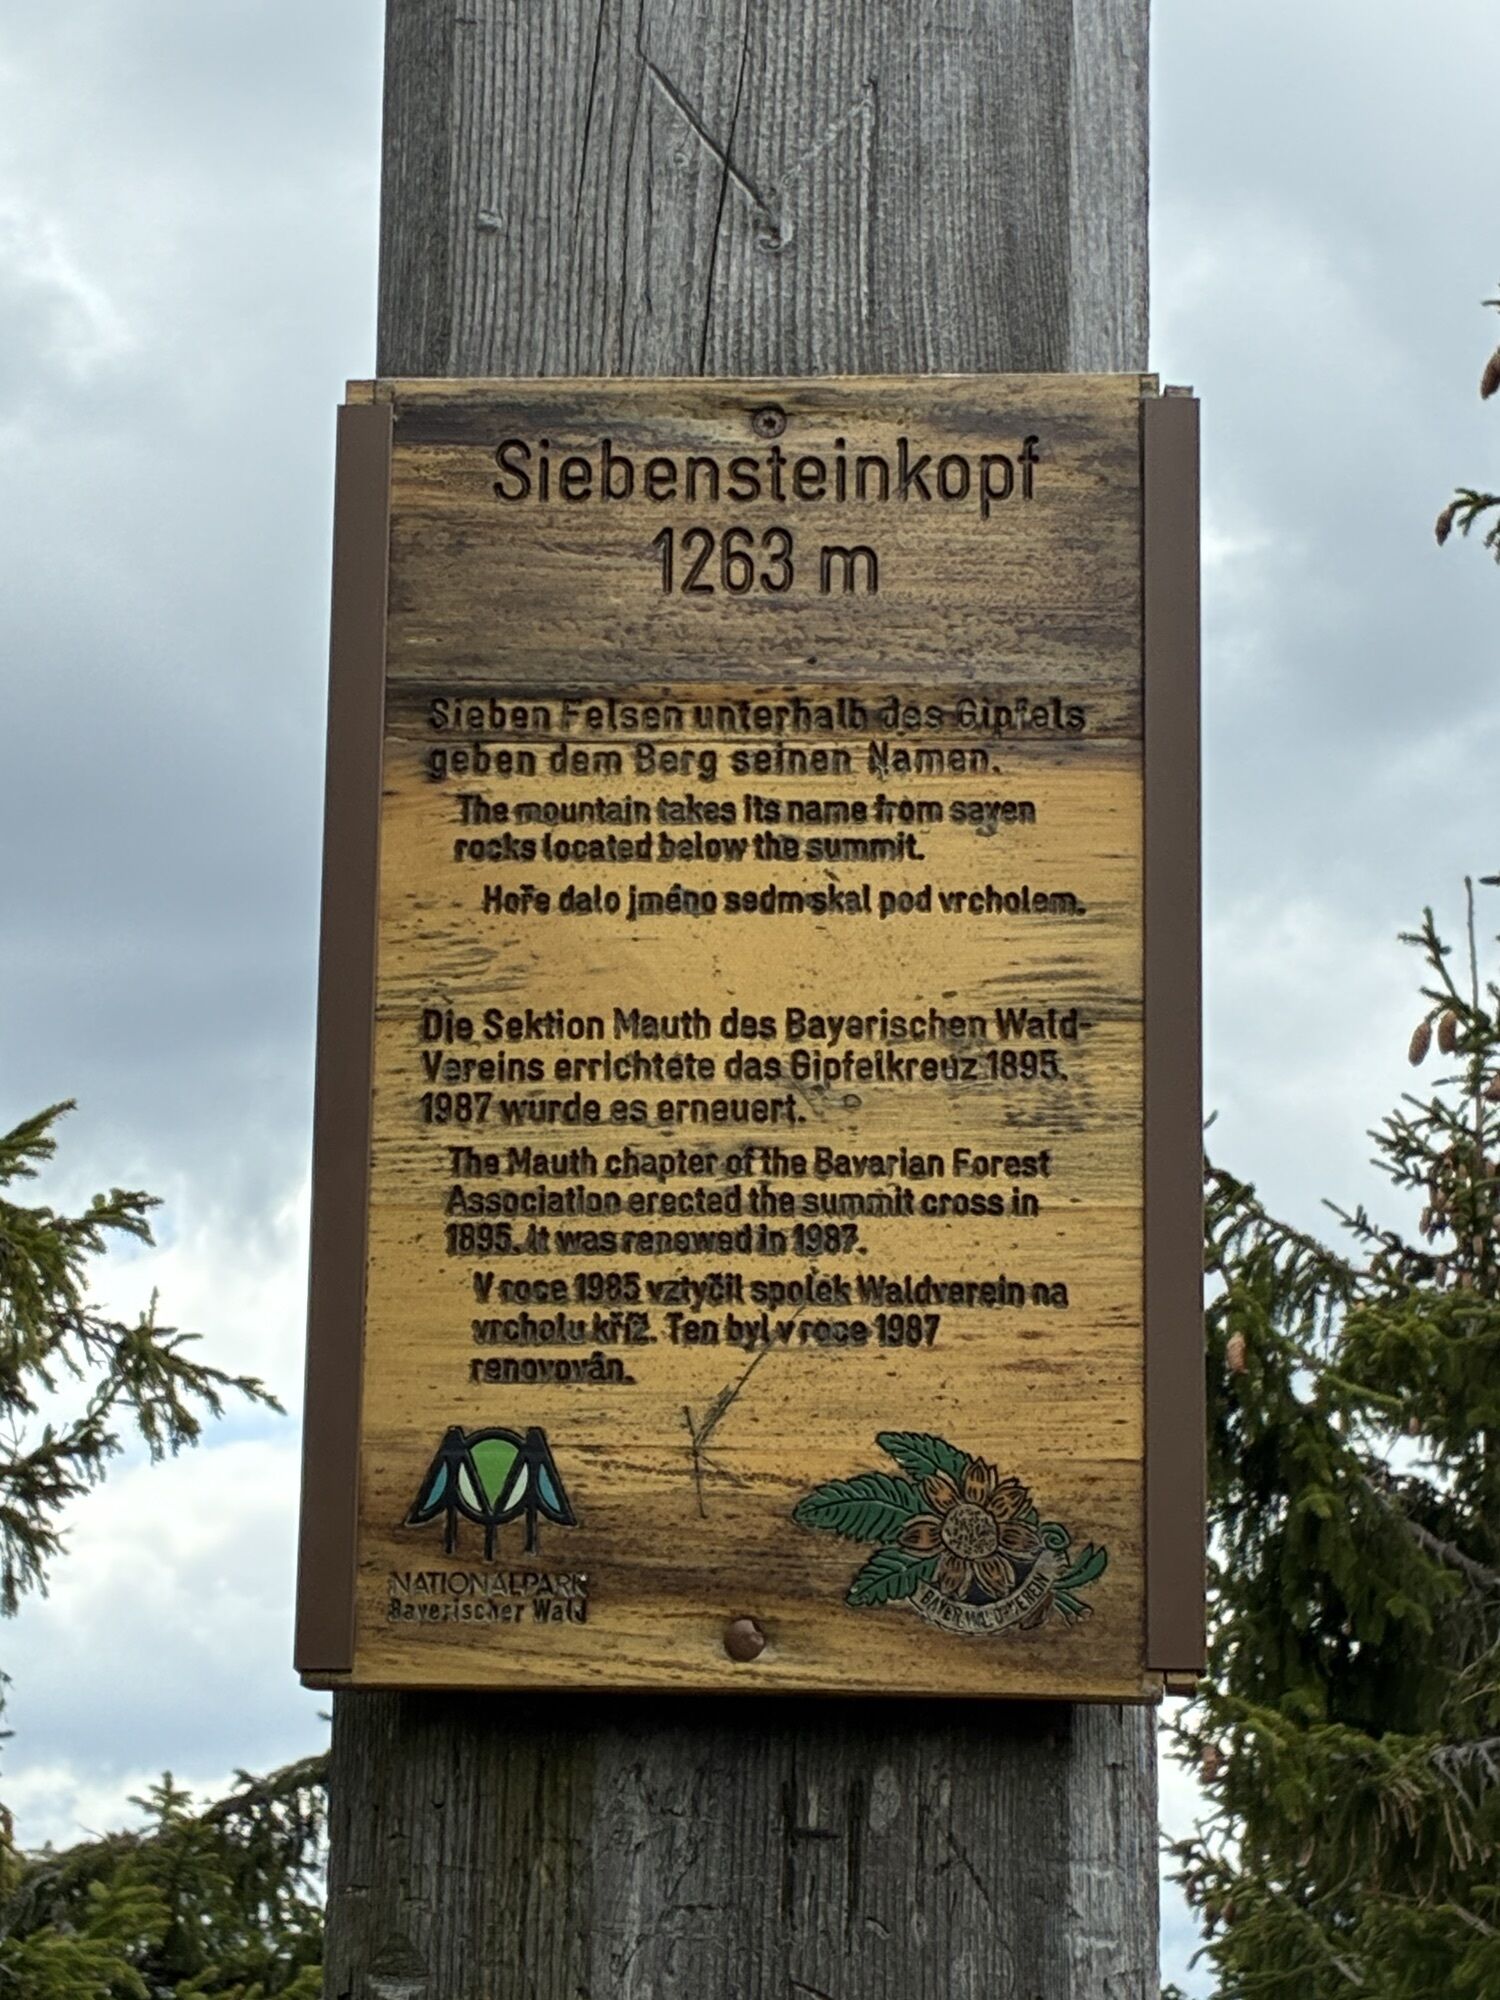 Siebensteinkopf
1263 m
Sieben Felsen unterhalb des Gipfels
geben dem Berg seinen Namen.
The mountain takes its name from seven
rocks located below the summit.
Hoře dalo jméno sedm skal pod vrcholem.
Die Sektion Mauth des Bayerischen Wald-
Vereins errichtete das Gipfelkreuz 1895.
1987 wurde es erneuert.
The Mauth chapter of the Bavarian Forest
Association erected the summit cross in
1895. It was renewed in 1987.
V roce 1985 vztyčil spolek Waldverein na
vrcholu kříž. Ten byl v roce 1987
renovován.
NATIONALPARK
Bayerischer Wald
BAYER. WALD-VEREIN